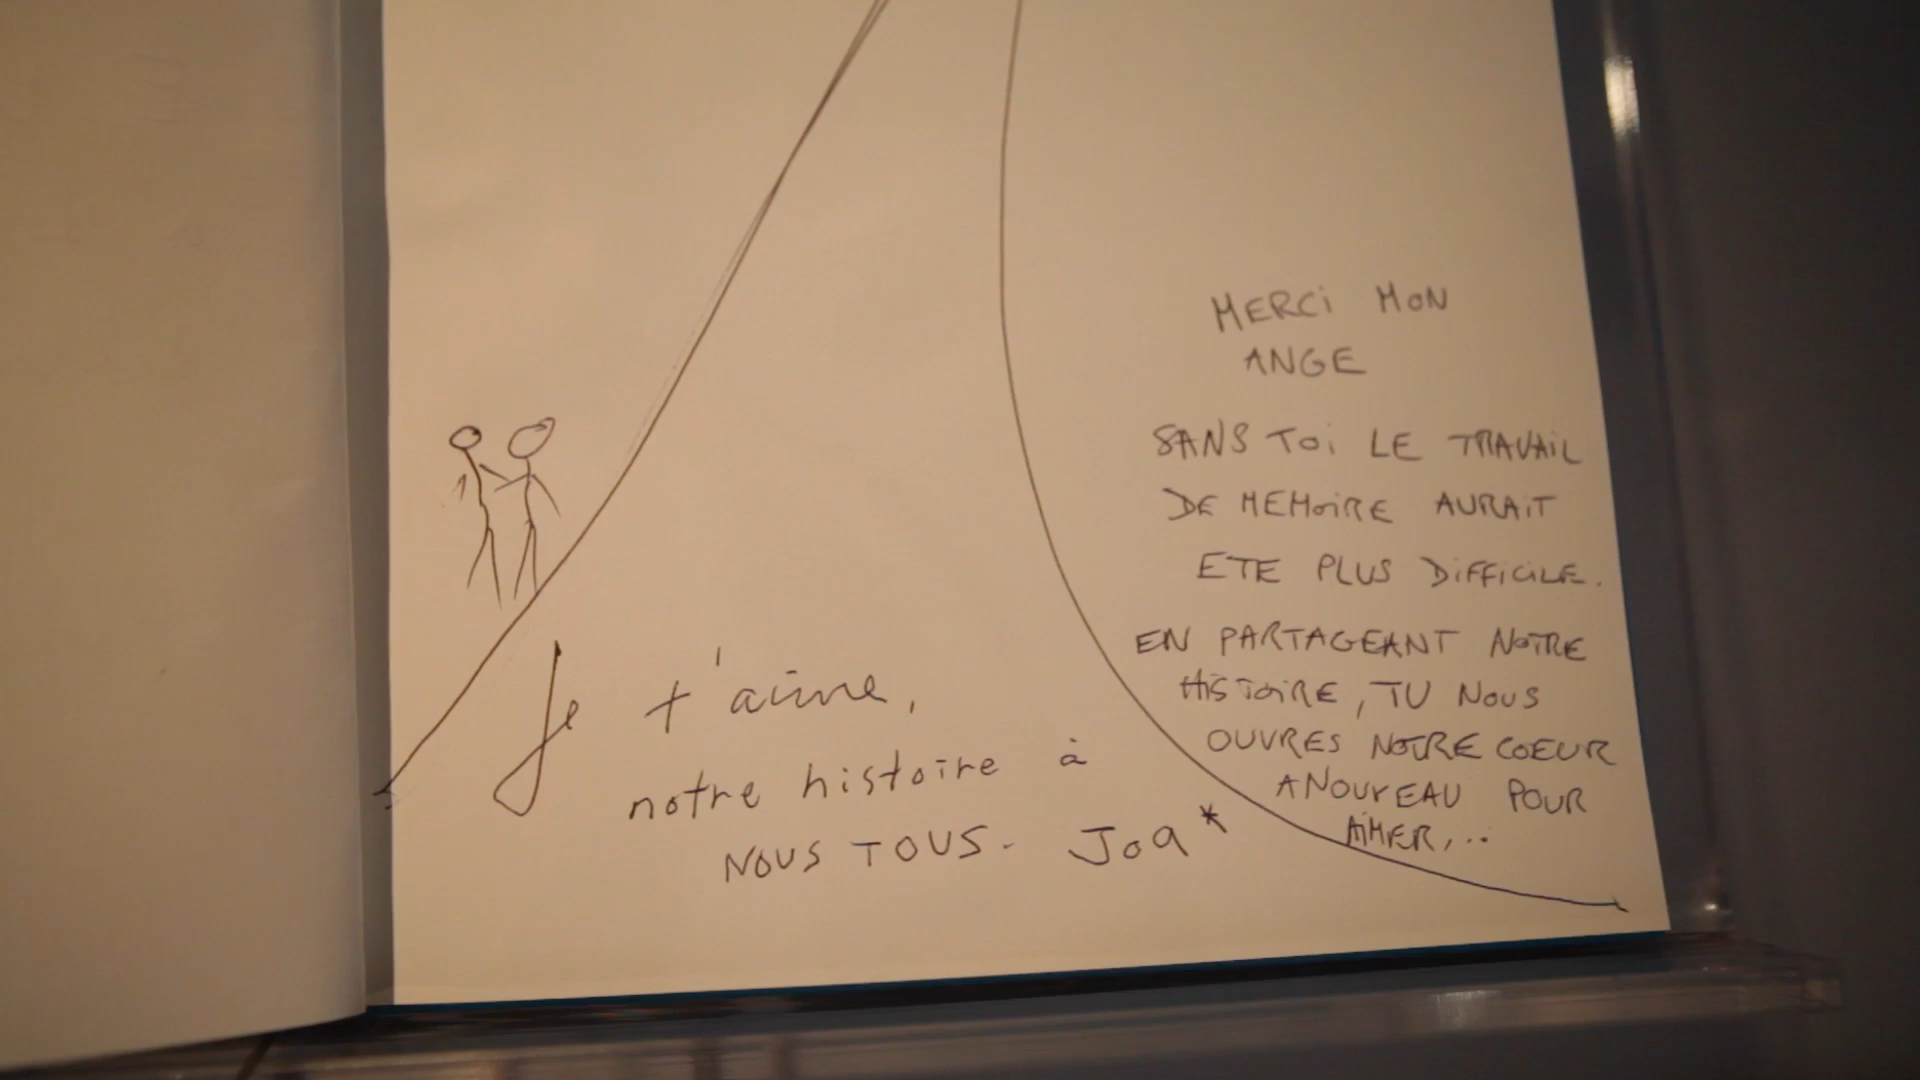 MERCI MON
ANGE
SANS TOI LE TRAVAIL
DE MEMOIRE AURAIT
ETE PLUS DIFFICILE.
EN PARTAGEANT NOTRE
HISTOIRE, TU NOUS
OUVRES NOTRE COEUR
A NOUVEAU POUR
AIMER,...
Je t'aime,
notre histoire à
NOUS TOUS. Joa*